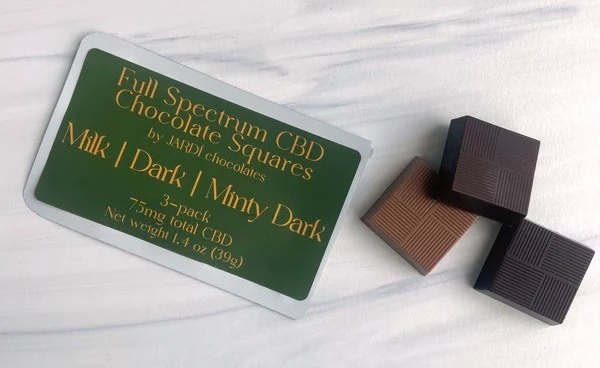 Full Spectrum CBD
Chocolate Squares
by JARDÍ chocolates
Milk | Dark | Minty Dark
3-pack
75mg total CBD
Net weight 1.4 oz (39g)